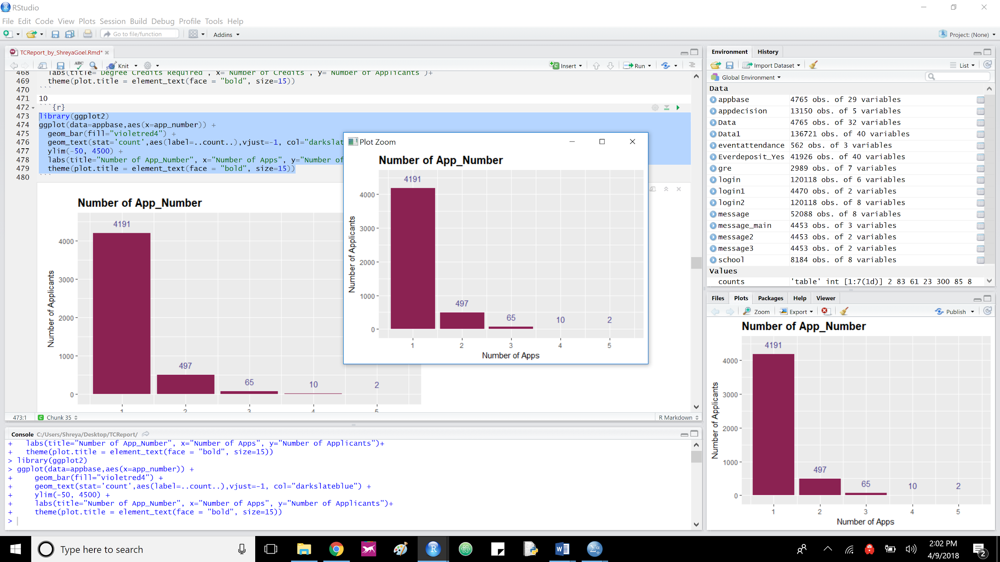 RStudio
File Edit Code View Plots Session Build Debug Profile Tools Help
Go to file/function
Addins
Project: (None)
TCReport_by_ShreyaGoel.Rmd*
ABC
Knit
Insert
Run
468 labs(title="Degree Credits Required", x="Number of Credits", y="Number of Applicants")+
469 theme(plot.title = element_text(face = "bold", size=15))
470 ```
471 10
472 ```{r}
473 library(ggplot2)
474 ggplot(data=appbase,aes(x=app_number)) +
475 geom_bar(fill="violetred4") +
476 geom_text(stat='count',aes(label=..count..),vjust=-1, col="darkslat
477 ylim(-50, 4500) +
478 labs(title="Number of App_Number", x="Number of Apps", y="Number of
479 theme(plot.title = element_text(face = "bold", size=15))
480 ```
Number of App_Number
Number of Applicants
4000
3000
2000
1000
0
4191
497
65
10
2
1 2 3 4 5
473:1
Chunk 35
R Markdown
Plot Zoom
Number of App_Number
Number of Applicants
4000
3000
2000
1000
0
4191
497
65
10
2
1 2 3 4 5
Number of Apps
Console C:/Users/Shreya/Desktop/TCReport/
+ labs(title="Number of App_Number", x="Number of Apps", y="Number of Applicants")+
+ theme(plot.title = element_text(face = "bold", size=15))
> library(ggplot2)
> ggplot(data=appbase,aes(x=app_number)) +
+ geom_bar(fill="violetred4") +
+ geom_text(stat='count',aes(label=..count..),vjust=-1, col="darkslateblue") +
+ ylim(-50, 4500) +
+ labs(title="Number of App_Number", x="Number of Apps", y="Number of Applicants")+
+ theme(plot.title = element_text(face = "bold", size=15))
>
Environment History
Import Dataset
List
Global Environment
Data
appbase 4765 obs. of 29 variables
appdecision 13150 obs. of 5 variables
Data 4765 obs. of 32 variables
Data1 136721 obs. of 40 variables
eventattendance 562 obs. of 3 variables
Everdeposit_Yes 41926 obs. of 40 variables
gre 2989 obs. of 7 variables
login 120118 obs. of 6 variables
login1 4470 obs. of 2 variables
login2 120118 obs. of 8 variables
message 52088 obs. of 8 variables
message_main 4453 obs. of 3 variables
message2 4453 obs. of 2 variables
message3 4453 obs. of 2 variables
school 8184 obs. of 8 variables
Values
counts 'table' int [1:7(1d)] 2 83 61 23 300 85 8
Files Plots Packages Help Viewer
Zoom
Export
Publish
Number of App_Number
Number of Applicants
4000
3000
2000
1000
0
4191
497
65
10
2
1 2 3 4 5
Number of Apps
Type here to search
2:02 PM
4/9/2018
2